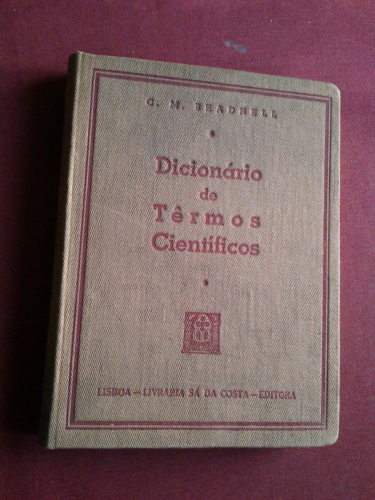 C. M. BEADNELL
Dicionário
de
Têrmos
Científicos
LISBOA — LIVRARIA SÁ DA COSTA — EDITORA